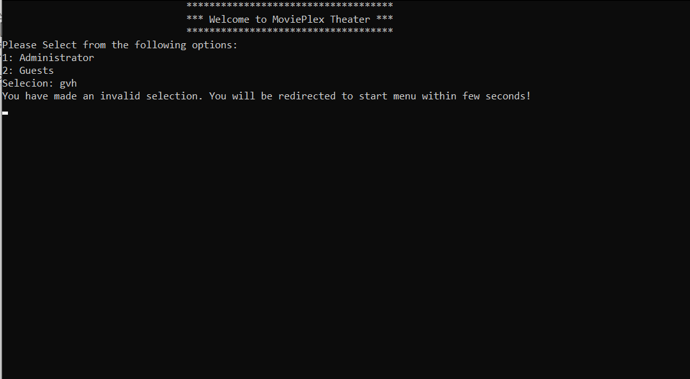 ************************************
*** Welcome to MoviePlex Theater ***
************************************
Please Select from the following options:
1: Administrator
2: Guests
Selecion: gvh
You have made an invalid selection. You will be redirected to start menu within few seconds!